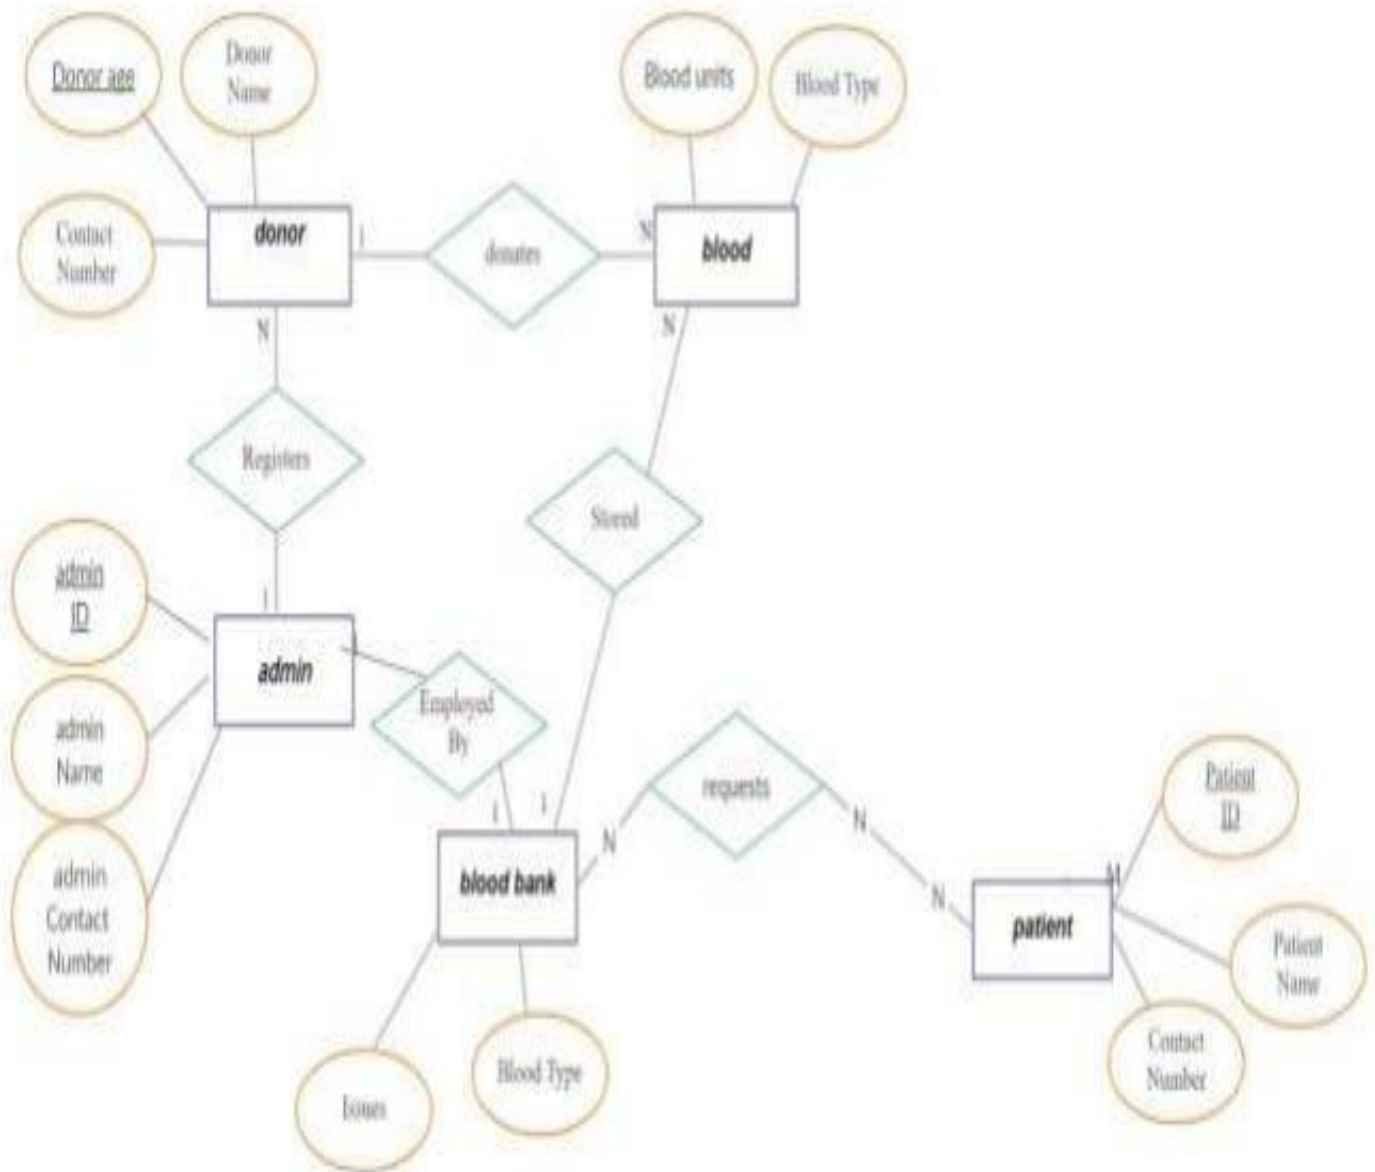 Donor age
Donor
Name
Blood units
Blood Type
Contact
Number
donor
1
donates
N
blood
N
N
Registers
Stored
admin
ID
1
admin
Employed
By
admin
Name
1
1
requests
N
N
N
M
Patient
ID
admin
Contact
Number
blood bank
patient
Patient
Name
Contact
Number
Issues
Blood Type